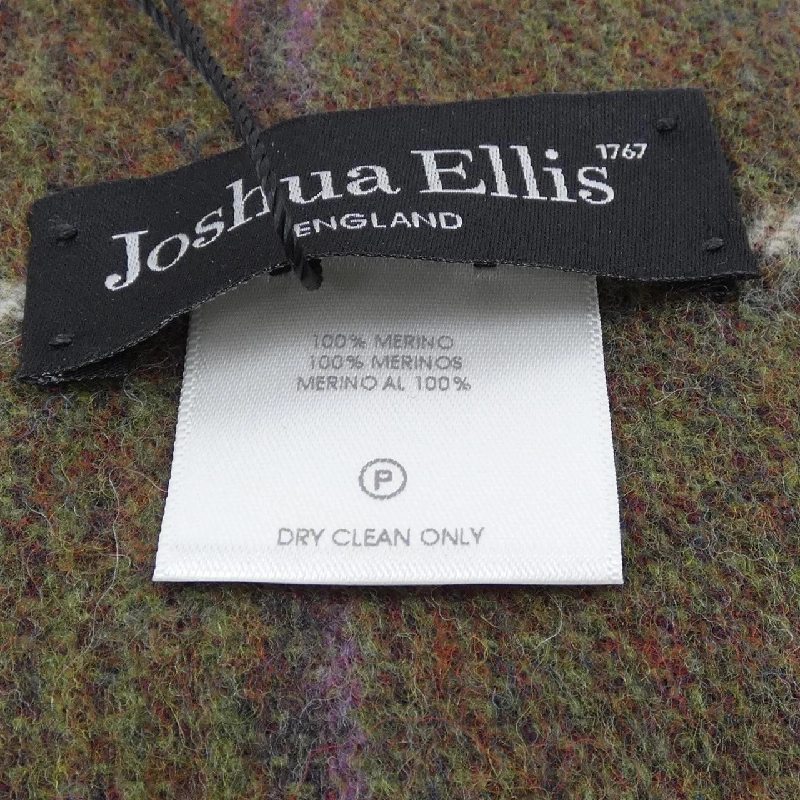 Joshua Ellis 1767
ENGLAND
100% MERINO
100% MERINOS
MERINO AL 100%
P
DRY CLEAN ONLY